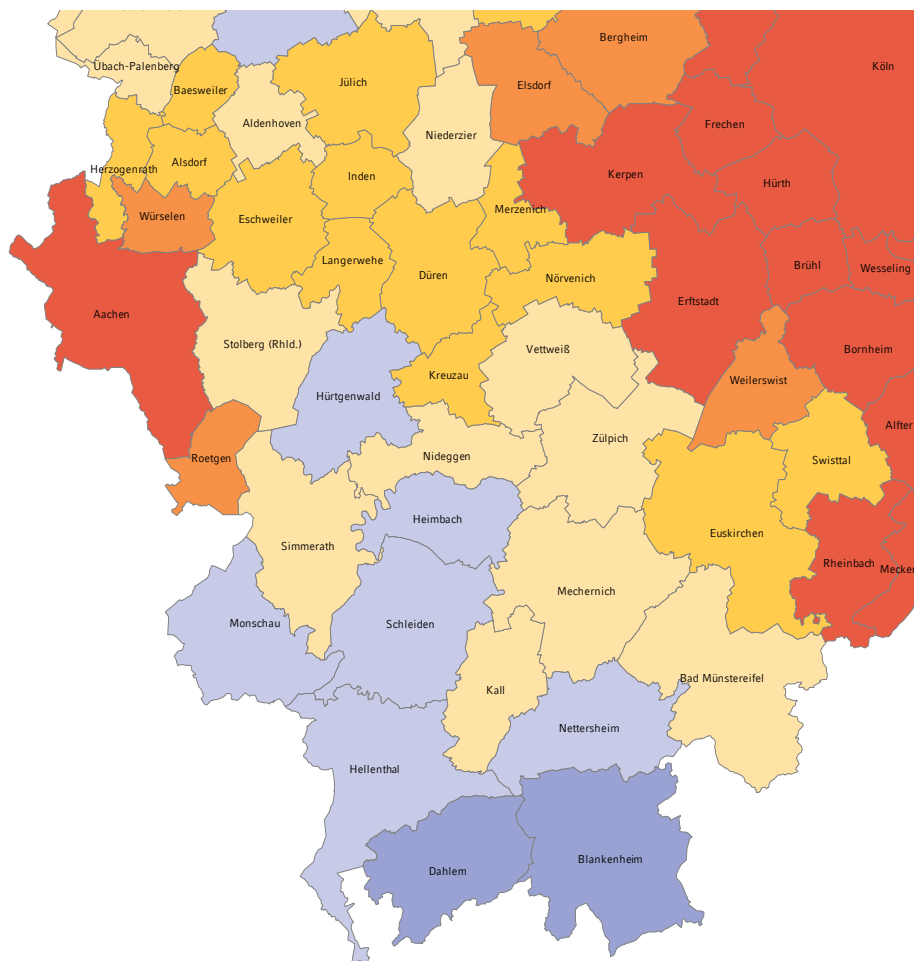 Bergheim
Köln
Übach-Palenberg
Jülich
Elsdorf
Baesweiler
Aldenhoven
Frechen
Niederzier
Alsdorf
Herzogenrath
Inden
Kerpen
Hürth
Würselen
Eschweiler
Merzenich
Langerwehe
Düren
Nörvenich
Brühl
Wesseling
Erftstadt
Aachen
Stolberg (Rhld.)
Vettweiß
Bornheim
Kreuzau
Weilerswist
Hürtgenwald
Alfter
Zülpich
Roetgen
Nideggen
Swisttal
Heimbach
Euskirchen
Simmerath
Rheinbach
Mecken
Mechernich
Monschau
Schleiden
Bad Münstereifel
Kall
Nettersheim
Hellenthal
Blankenheim
Dahlem